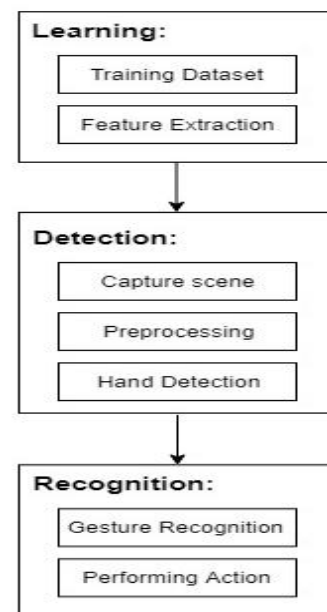 Learning:
Training Dataset
Feature Extraction
Detection:
Capture scene
Preprocessing
Hand Detection
Recognition:
Gesture Recognition
Performing Action